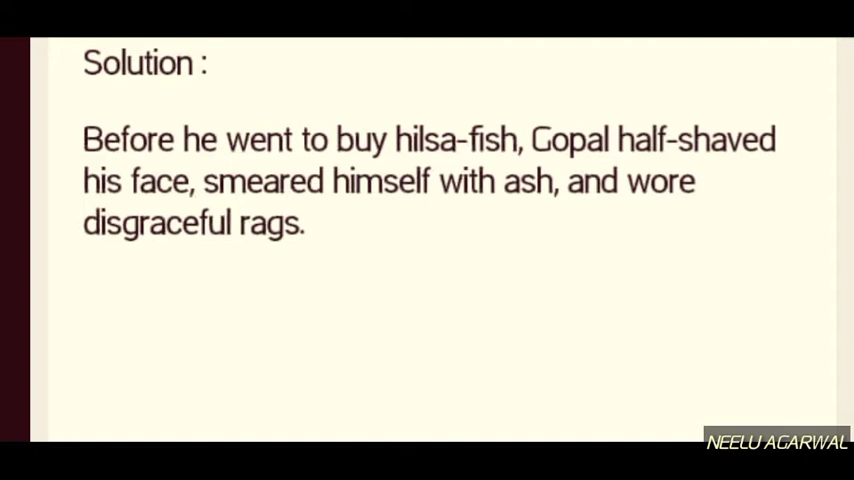 Solution :
Before he went to buy hilsa-fish, Gopal half-shaved
his face, smeared himself with ash, and wore
disgraceful rags.
NEELU AGARWAL